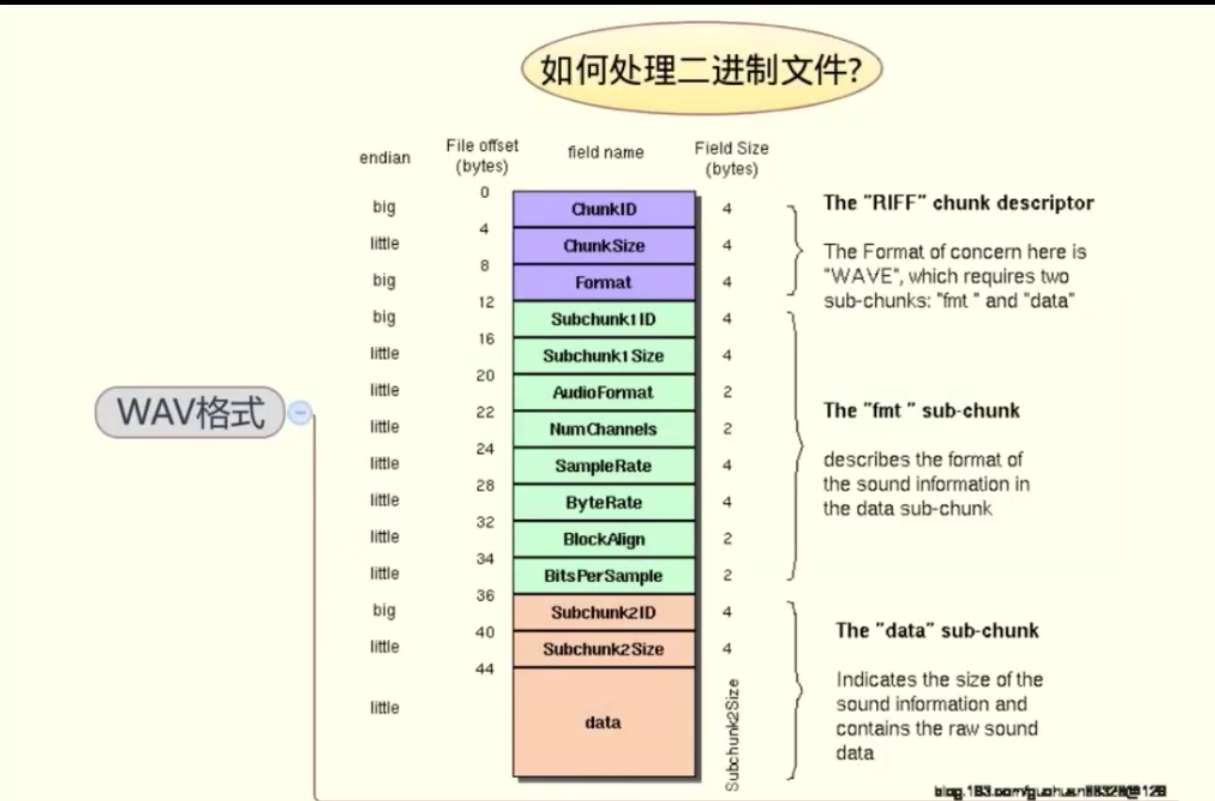 如何处理二进制文件?
endian File offset (bytes) field name Field Size (bytes)
0
big ChunkID 4
4
little ChunkSize 4
8
big Format 4
12
big Subchunk1ID 4
16
little Subchunk1Size 4
20
little AudioFormat 2
22
little NumChannels 2
24
little SampleRate 4
28
little ByteRate 4
32
little BlockAlign 2
34
little BitsPerSample 2
36
big Subchunk2ID 4
40
little Subchunk2Size 4
44
little data Subchunk2Size
The "RIFF" chunk descriptor
The Format of concern here is
"WAVE", which requires two
sub-chunks: "fmt " and "data"
The "fmt " sub-chunk
describes the format of
the sound information in
the data sub-chunk
The "data" sub-chunk
Indicates the size of the
sound information and
contains the raw sound
data
WAV格式